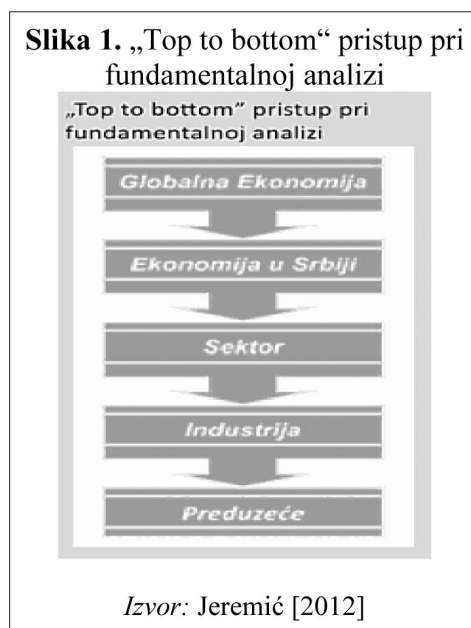 Slika 1. „Top to bottom“ pristup pri
fundamentalnoj analizi
„Top to bottom” pristup pri
fundamentalnoj analizi
Globalna Ekonomija
Ekonomija u Srbiji
Sektor
Industrija
Preduzeće
Izvor: Jeremić [2012]